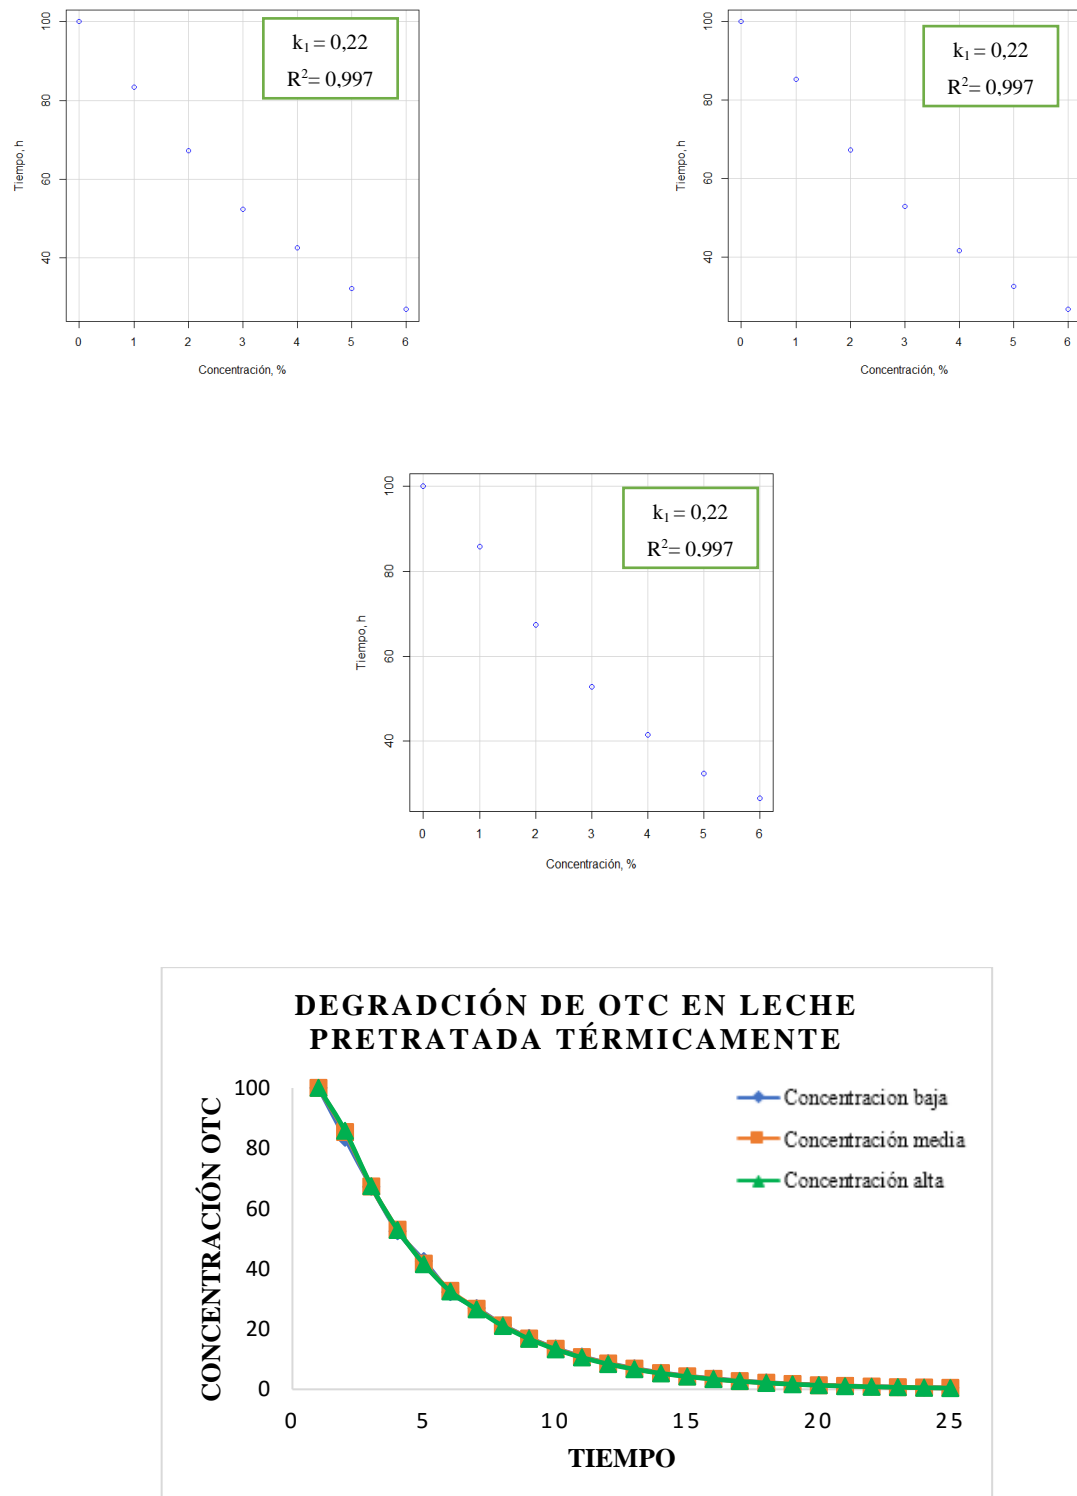 k₁ = 0,22
R²= 0,997
Tiempo, h
100
80
60
40
0 1 2 3 4 5 6
Concentración, %
k₁ = 0,22
R²= 0,997
Tiempo, h
100
80
60
40
0 1 2 3 4 5 6
Concentración, %
k₁ = 0,22
R²= 0,997
Tiempo, h
100
80
60
40
0 1 2 3 4 5 6
Concentración, %
DEGRADCIÓN DE OTC EN LECHE
PRETRATADA TÉRMICAMENTE
CONCENTRACIÓN OTC
100
80
60
40
20
0
Concentracion baja
Concentración media
Concentración alta
0 5 10 15 20 25
TIEMPO